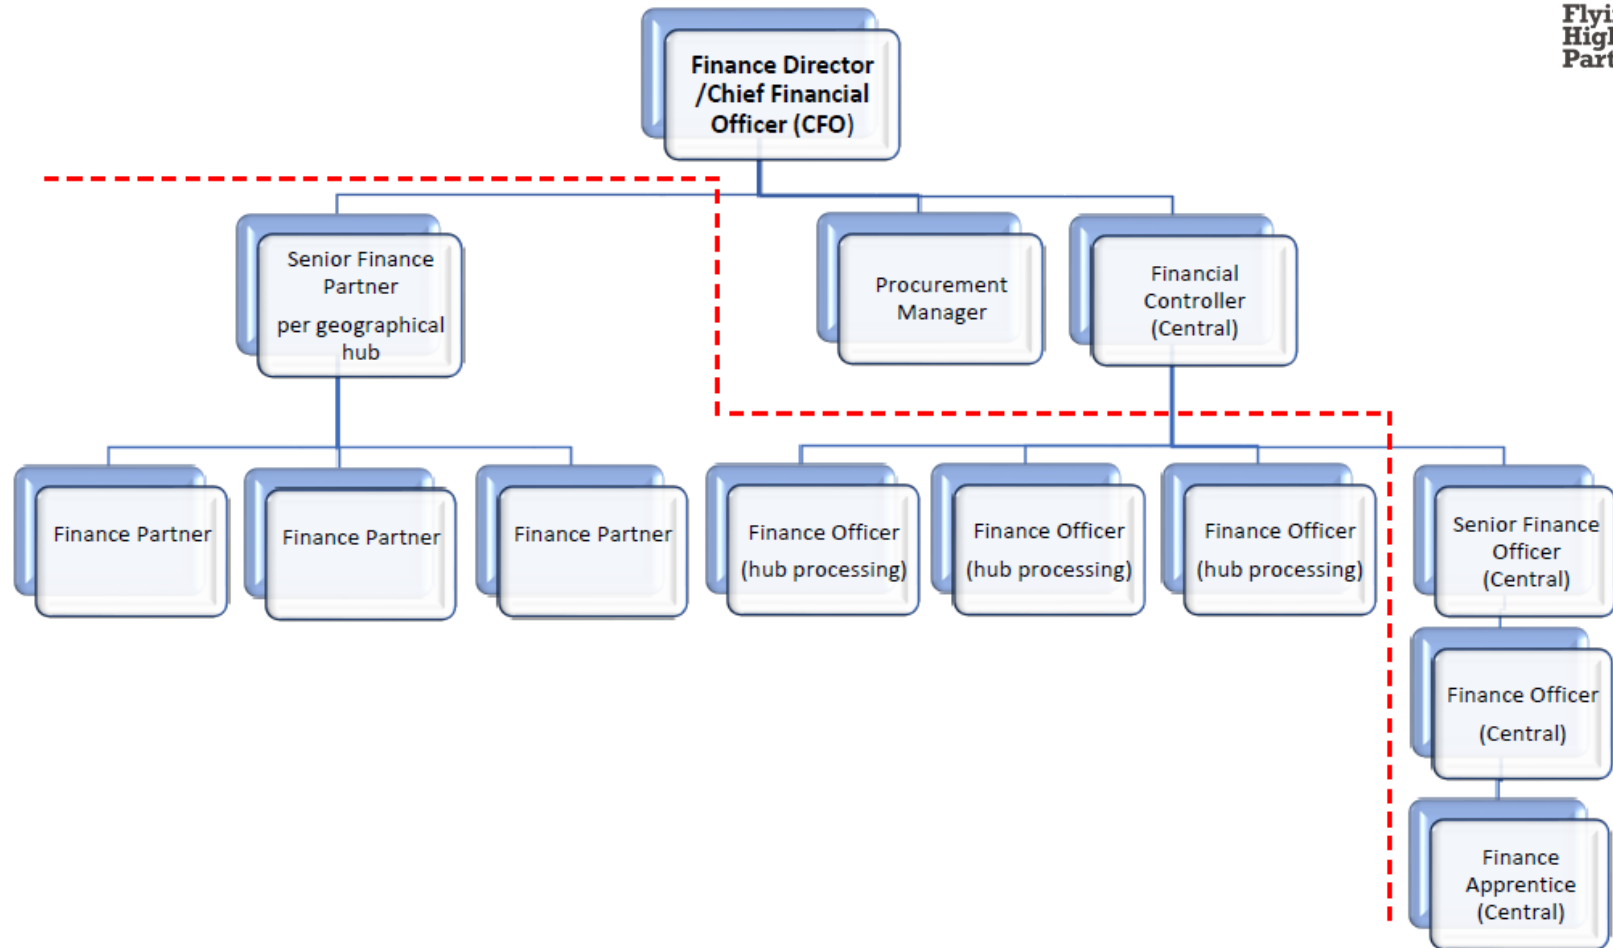 Finance Director
/Chief Financial
Officer (CFO)
Senior Finance
Partner
per geographical
hub
Procurement
Manager
Financial
Controller
(Central)
Finance Partner
Finance Partner
Finance Partner
Finance Officer
(hub processing)
Finance Officer
(hub processing)
Finance Officer
(hub processing)
Senior Finance
Officer
(Central)
Finance Officer
(Central)
Finance
Apprentice
(Central)